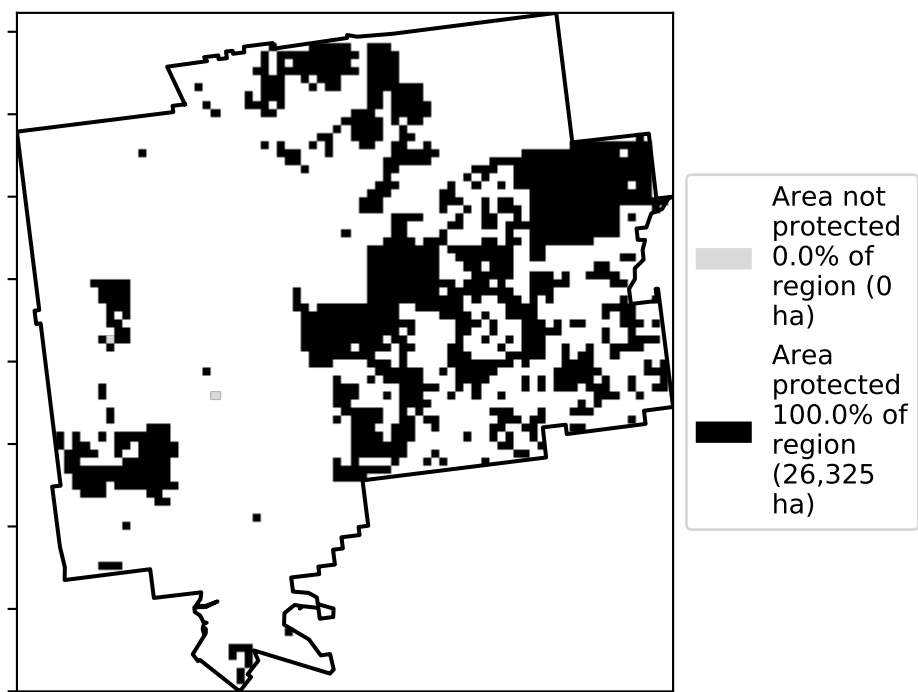 Area not
protected
0.0% of
region (0
ha)
Area
protected
100.0% of
region
(26,325
ha)